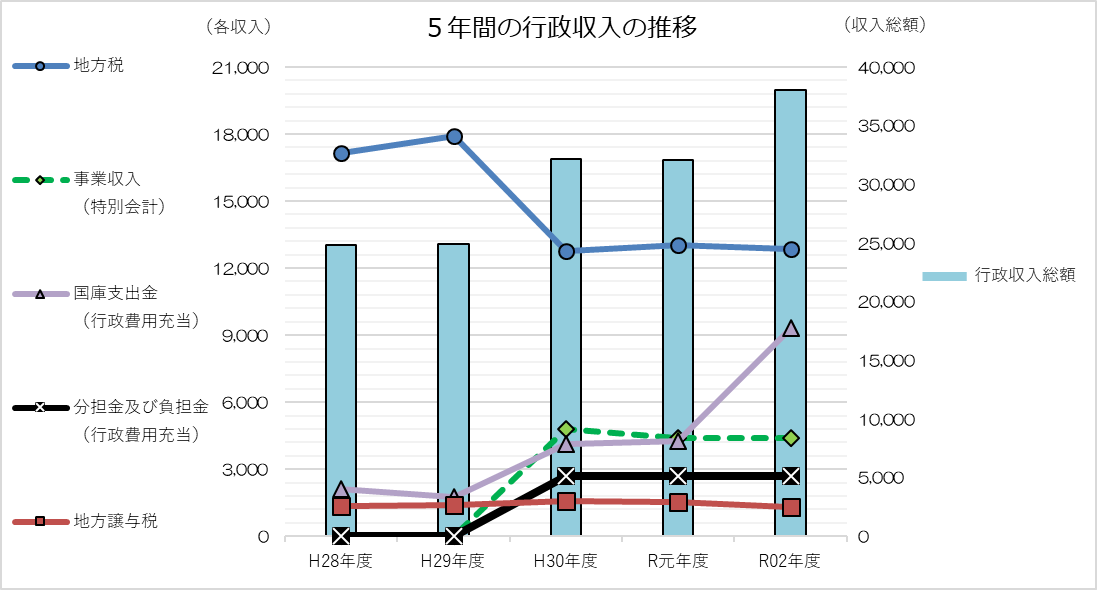 ５年間の行政収入の推移
（各収入）
（収入総額）
地方税
事業収入
（特別会計）
国庫支出金
（行政費用充当）
分担金及び負担金
（行政費用充当）
地方譲与税
21,000
18,000
15,000
12,000
9,000
6,000
3,000
0
40,000
35,000
30,000
25,000
20,000
15,000
10,000
5,000
0
行政収入総額
H28年度
H29年度
H30年度
R元年度
R02年度